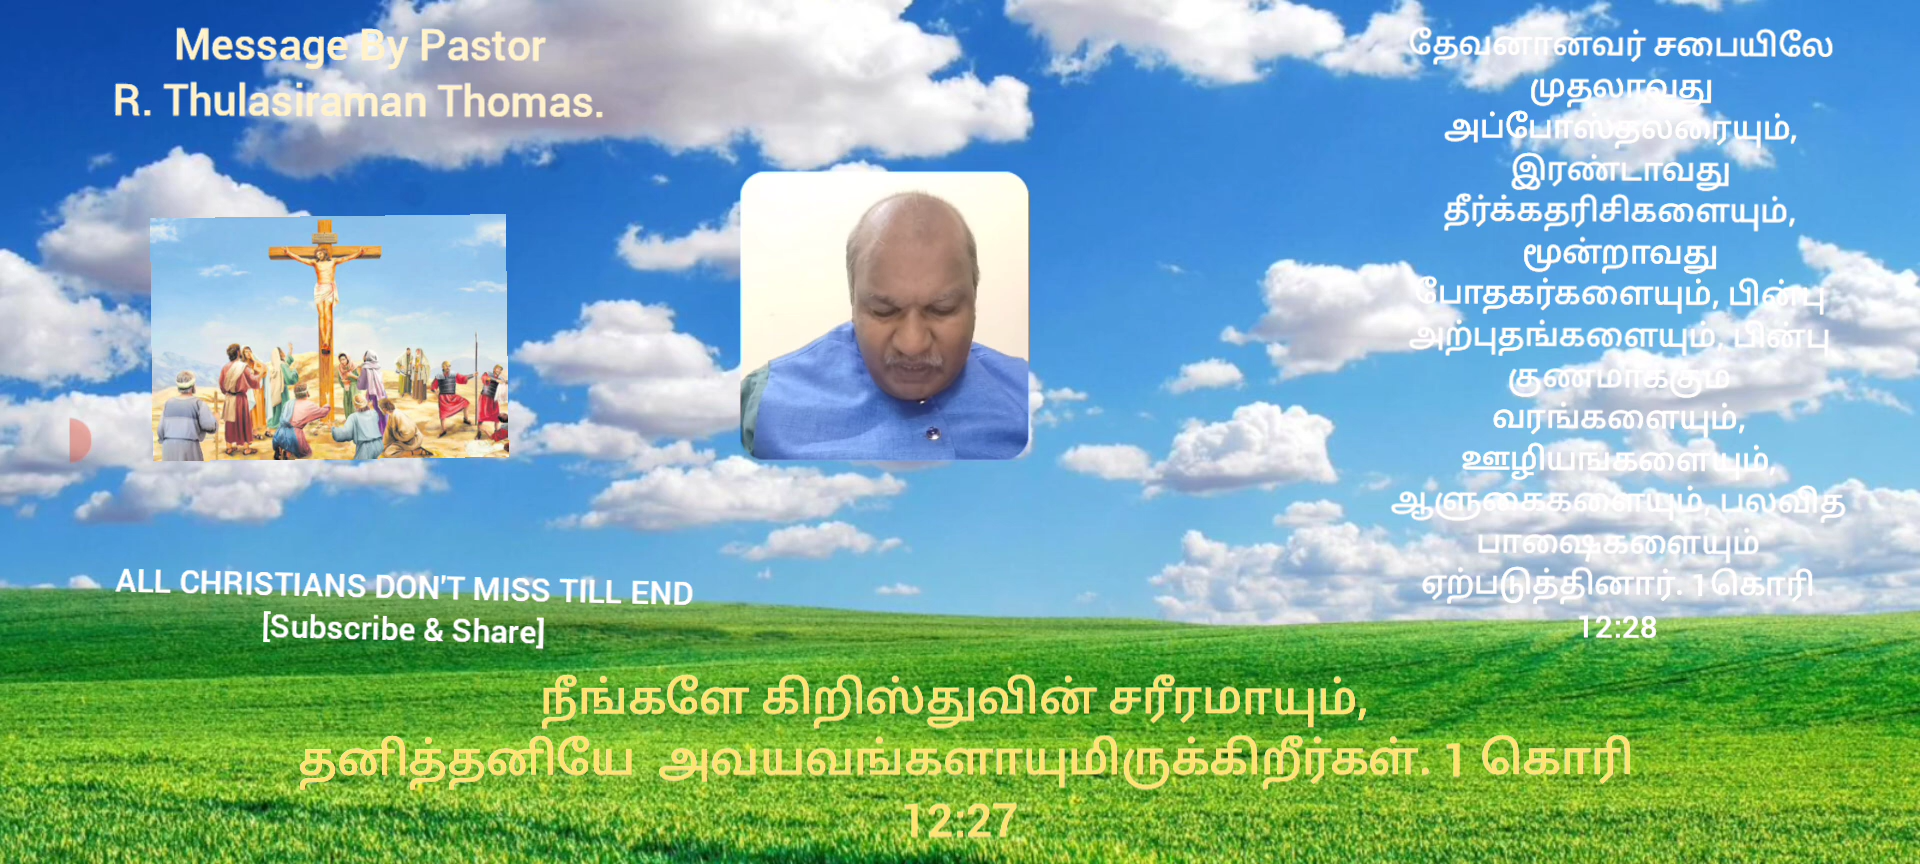 Message By Pastor
R. Thulasiraman Thomas.
தேவனானவர் சபையிலே
முதலாவது
அப்போஸ்தலரையும்,
இரண்டாவது
தீர்க்கதரிசிகளையும்,
மூன்றாவது
போதகர்களையும், பின்பு
அற்புதங்களையும், பின்பு
குணமாக்கும்
வரங்களையும்,
ஊழியங்களையும்,
ஆளுகைகளையும், பலவித
பாஷைகளையும்
ஏற்படுத்தினார். 1கொரி
12:28
ALL CHRISTIANS DON'T MISS TILL END
[Subscribe & Share]
நீங்களே கிறிஸ்துவின் சரீரமாயும்,
தனித்தனியே அவயவங்களாயுமிருக்கிறீர்கள். 1 கொரி
12:27